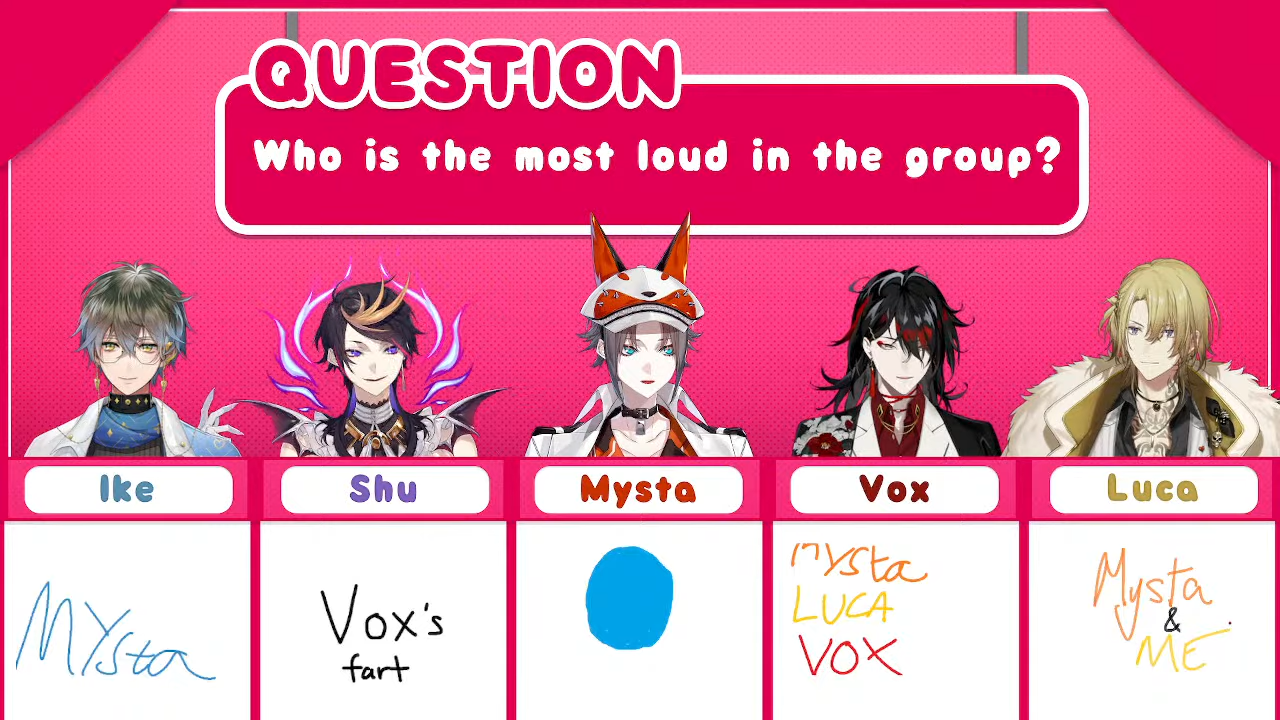 QUESTION
Who is the most loud in the group?
Ike
Shu
Mysta
Vox
Luca
MYsta
Vox's
fart
MYSta
LUCA
VOX
Mysta
&
ME